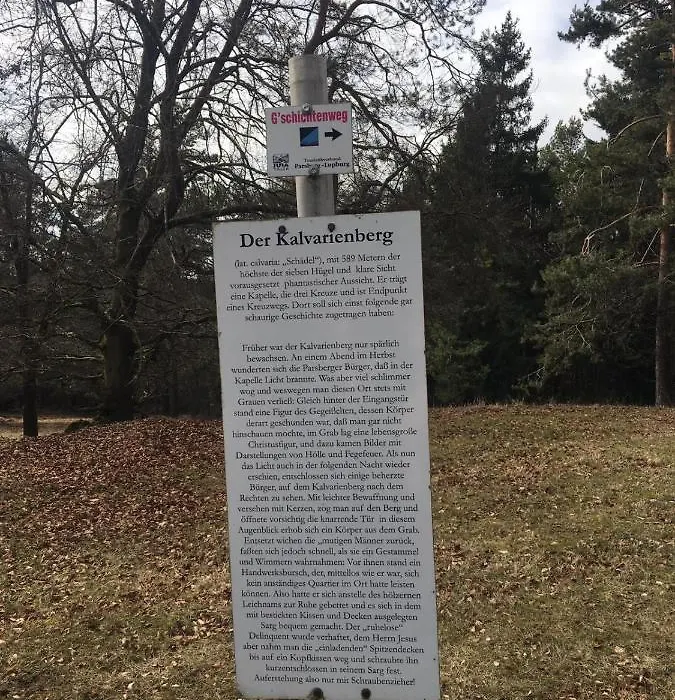 G'schichtenweg
Parsberg-Lupburg
Der Kalvarienberg
(lat. calvaria: „Schädel"), mit 589 Metern der
höchste der sieben Hügel und klare Sicht
vorausgesetzt phantastischer Aussicht. Er trägt
eine Kapelle, die drei Kreuze und ist Endpunkt
eines Kreuzwegs. Dort soll sich einst folgende gar
schaurige Geschichte zugetragen haben:
Früher war der Kalvarienberg nur spärlich
bewachsen. An einem Abend im Herbst
wunderten sich die Parsberger Bürger, daß in der
Kapelle Licht brannte. Was aber viel schlimmer
wog und weswegen man diesen Ort stets mit
Grauen verließ: Gleich hinter der Eingangstür
stand eine Figur des Gegeißelten, dessen Körper
derart geschunden war, daß man gar nicht
hinschauen mochte, im Grab lag eine lebensgroße
Christusfigur, und dazu kamen Bilder mit
Darstellungen von Hölle und Fegefeuer. Als nun
das Licht auch in der folgenden Nacht wieder
erschien, entschlossen sich einige beherzte
Bürger, auf dem Kalvarienberg nach dem
Rechten zu sehen. Mit leichter Bewaffnung und
versehen mit Kerzen, zog man auf den Berg und
öffnete vorsichtig die knarrende Tür in diesem
Augenblick erhob sich ein Körper aus dem Grab.
Entsetzt wichen die „mutigen Männer zurück,
faßten sich jedoch schnell, als sie ein Gestammel
und Wimmern wahrnahmen: Vor ihnen stand ein
Handwerksbursch, der, mittellos wie er war, sich
kein anständiges Quartier im Ort hatte leisten
können. Also hatte er sich anstelle des hölzernen
Leichnams zur Ruhe gebettet und es sich in dem
mit bestickten Kissen und Decken ausgelegten
Sarg bequem gemacht. Der „ruhelose"
Delinquent wurde verhaftet, dem Herrn Jesus
aber nahm man die „einladenden" Spitzendecken
bis auf ein Kopfkissen weg und schraubte ihn
kurzentschlossen in seinem Sarg fest.
Auferstehung also nur mit Schraubenzieher!